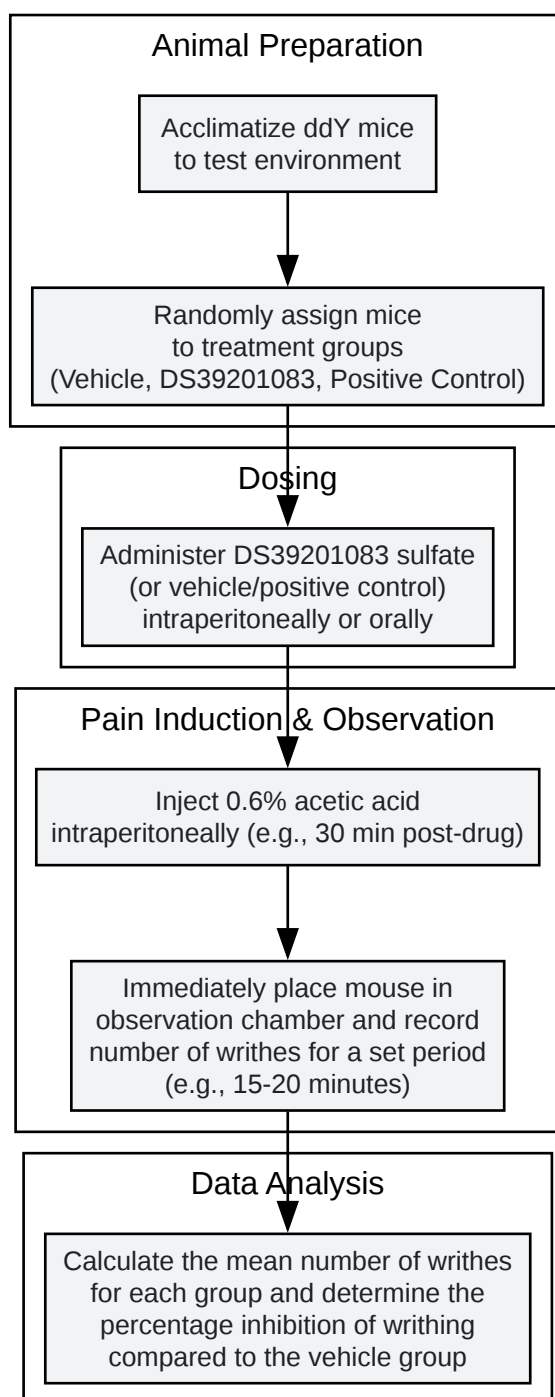 Animal Preparation
Acclimatize ddY mice
to test environment
Randomly assign mice
to treatment groups
(Vehicle, DS39201083, Positive Control)
Dosing
Administer DS39201083 sulfate
(or vehicle/positive control)
intraperitoneally or orally
Pain Induction & Observation
Inject 0.6% acetic acid
intraperitoneally (e.g., 30 min post-drug)
Immediately place mouse in
observation chamber and record
number of writhes for a set period
(e.g., 15-20 minutes)
Data Analysis
Calculate the mean number of writhes
for each group and determine the
percentage inhibition of writhing
compared to the vehicle group